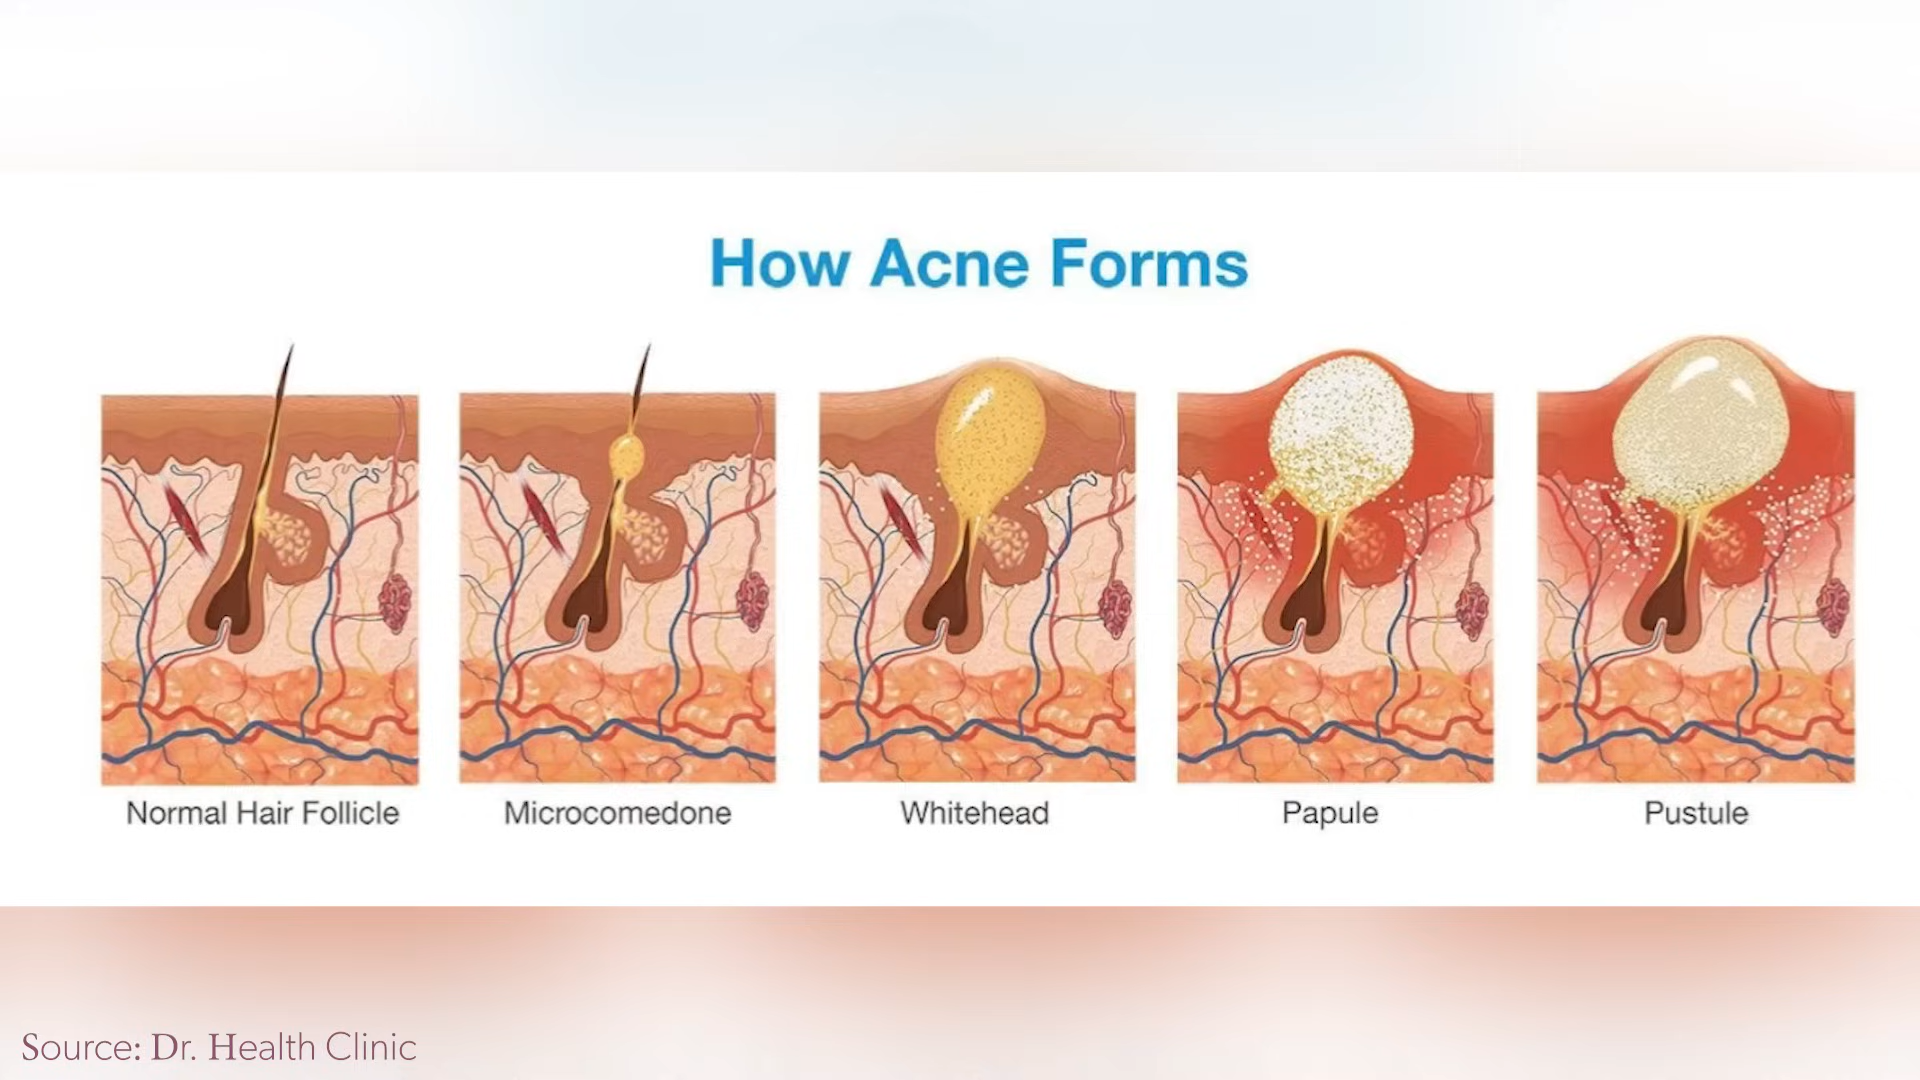 How Acne Forms
Normal Hair Follicle
Microcomedone
Whitehead
Papule
Pustule
Source: Dr. Health Clinic